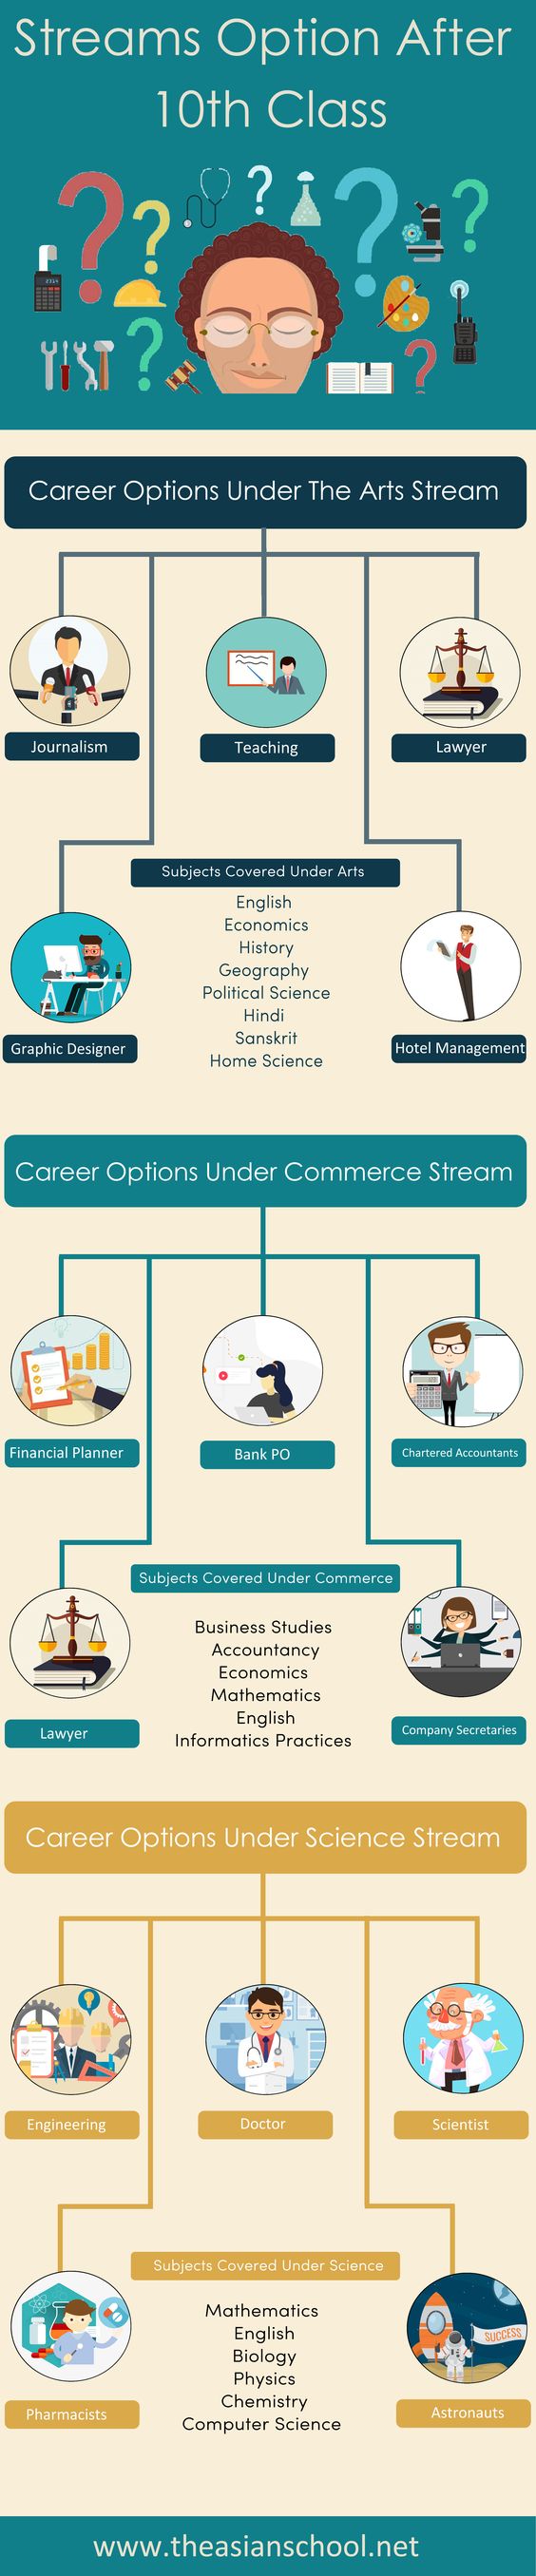 Streams Option After
10th Class
Career Options Under The Arts Stream
Journalism
Teaching
Lawyer
Subjects Covered Under Arts
English
Economics
History
Geography
Political Science
Hindi
Sanskrit
Home Science
Graphic Designer
Hotel Management
Career Options Under Commerce Stream
Financial Planner
Bank PO
Chartered Accountants
Subjects Covered Under Commerce
Business Studies
Accountancy
Economics
Mathematics
English
Informatics Practices
Lawyer
Company Secretaries
Career Options Under Science Stream
Engineering
Doctor
Scientist
Subjects Covered Under Science
Mathematics
English
Biology
Physics
Chemistry
Computer Science
SUCCESS
Pharmacists
Astronauts
www.theasianschool.net